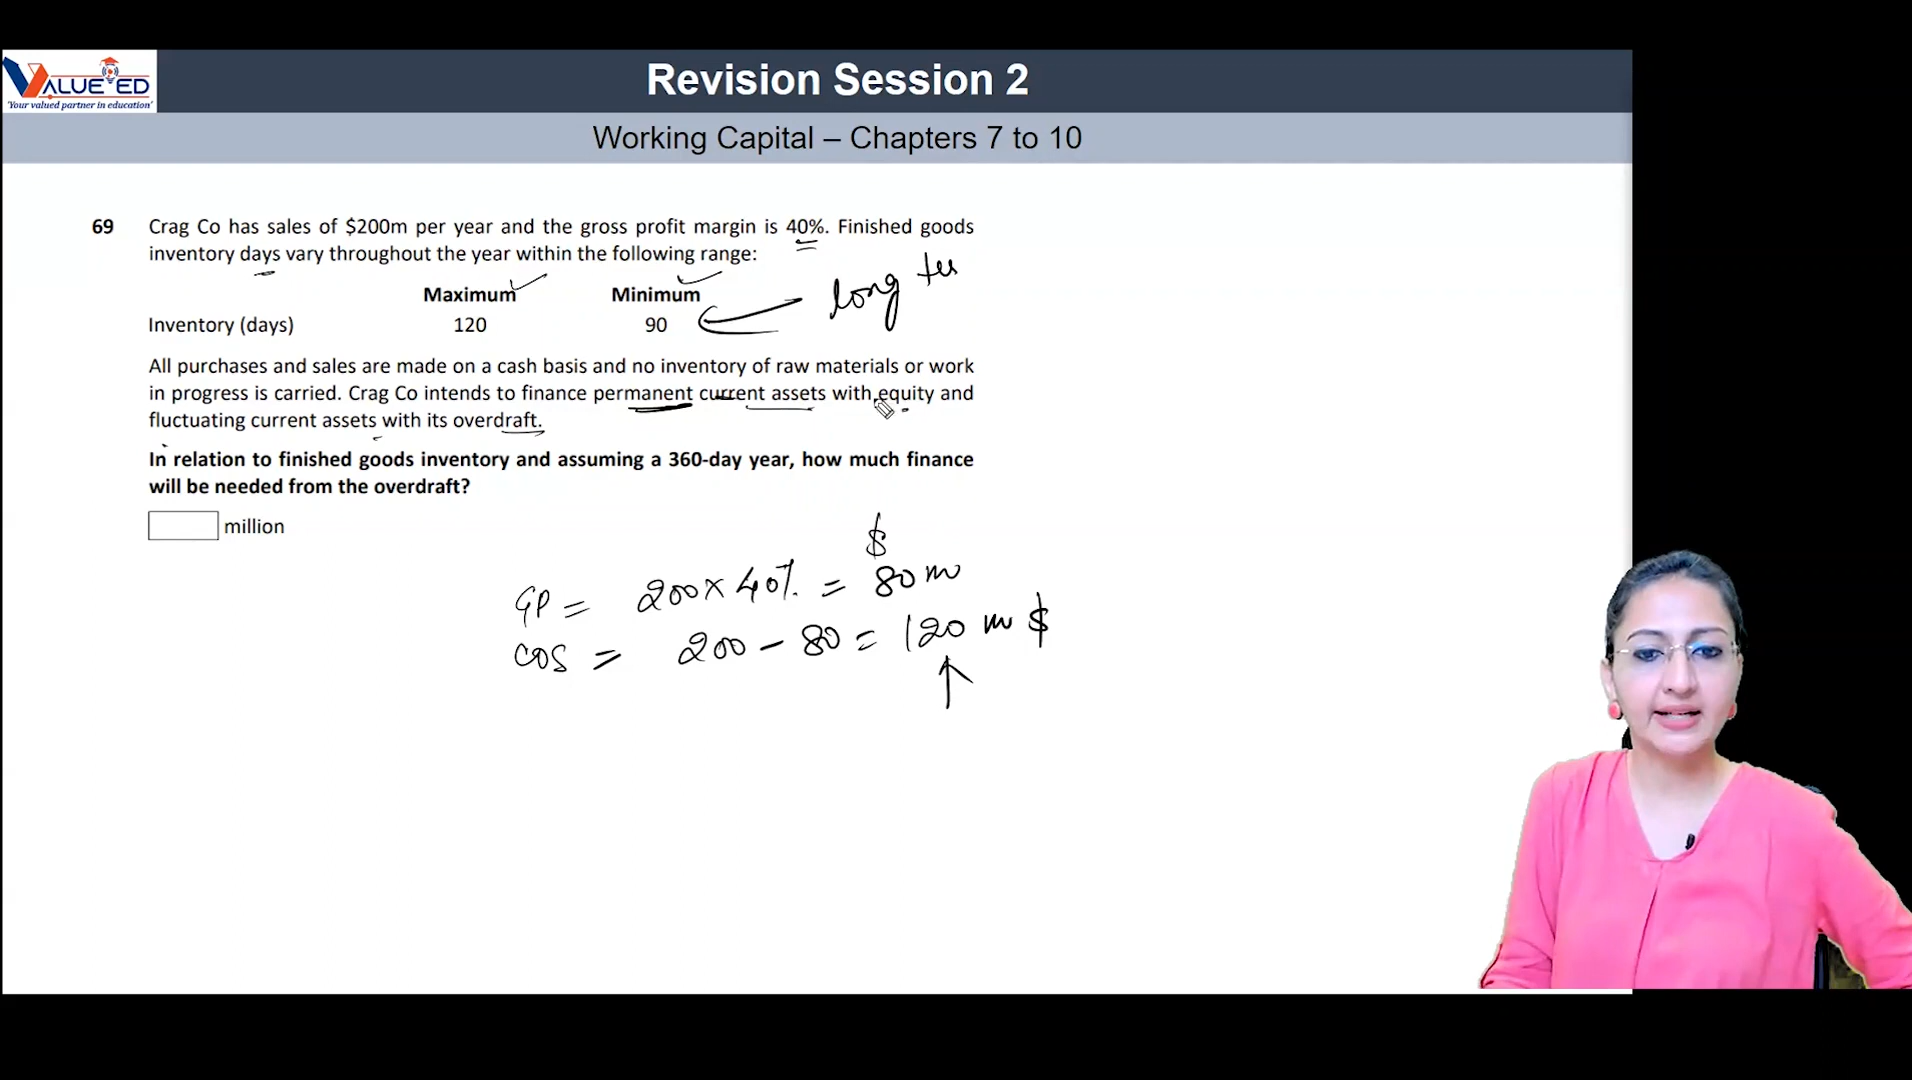 VALUE ED
'Your valued partner in education'
Revision Session 2
Working Capital – Chapters 7 to 10
69 Crag Co has sales of $200m per year and the gross profit margin is 40%. Finished goods
inventory days vary throughout the year within the following range:
Maximum Minimum
Inventory (days) 120 90
long ter
All purchases and sales are made on a cash basis and no inventory of raw materials or work
in progress is carried. Crag Co intends to finance permanent current assets with equity and
fluctuating current assets with its overdraft.
In relation to finished goods inventory and assuming a 360-day year, how much finance
will be needed from the overdraft?
million
$
GP = 200 x 40% = 80 m
COS = 200 - 80 = 120 m $